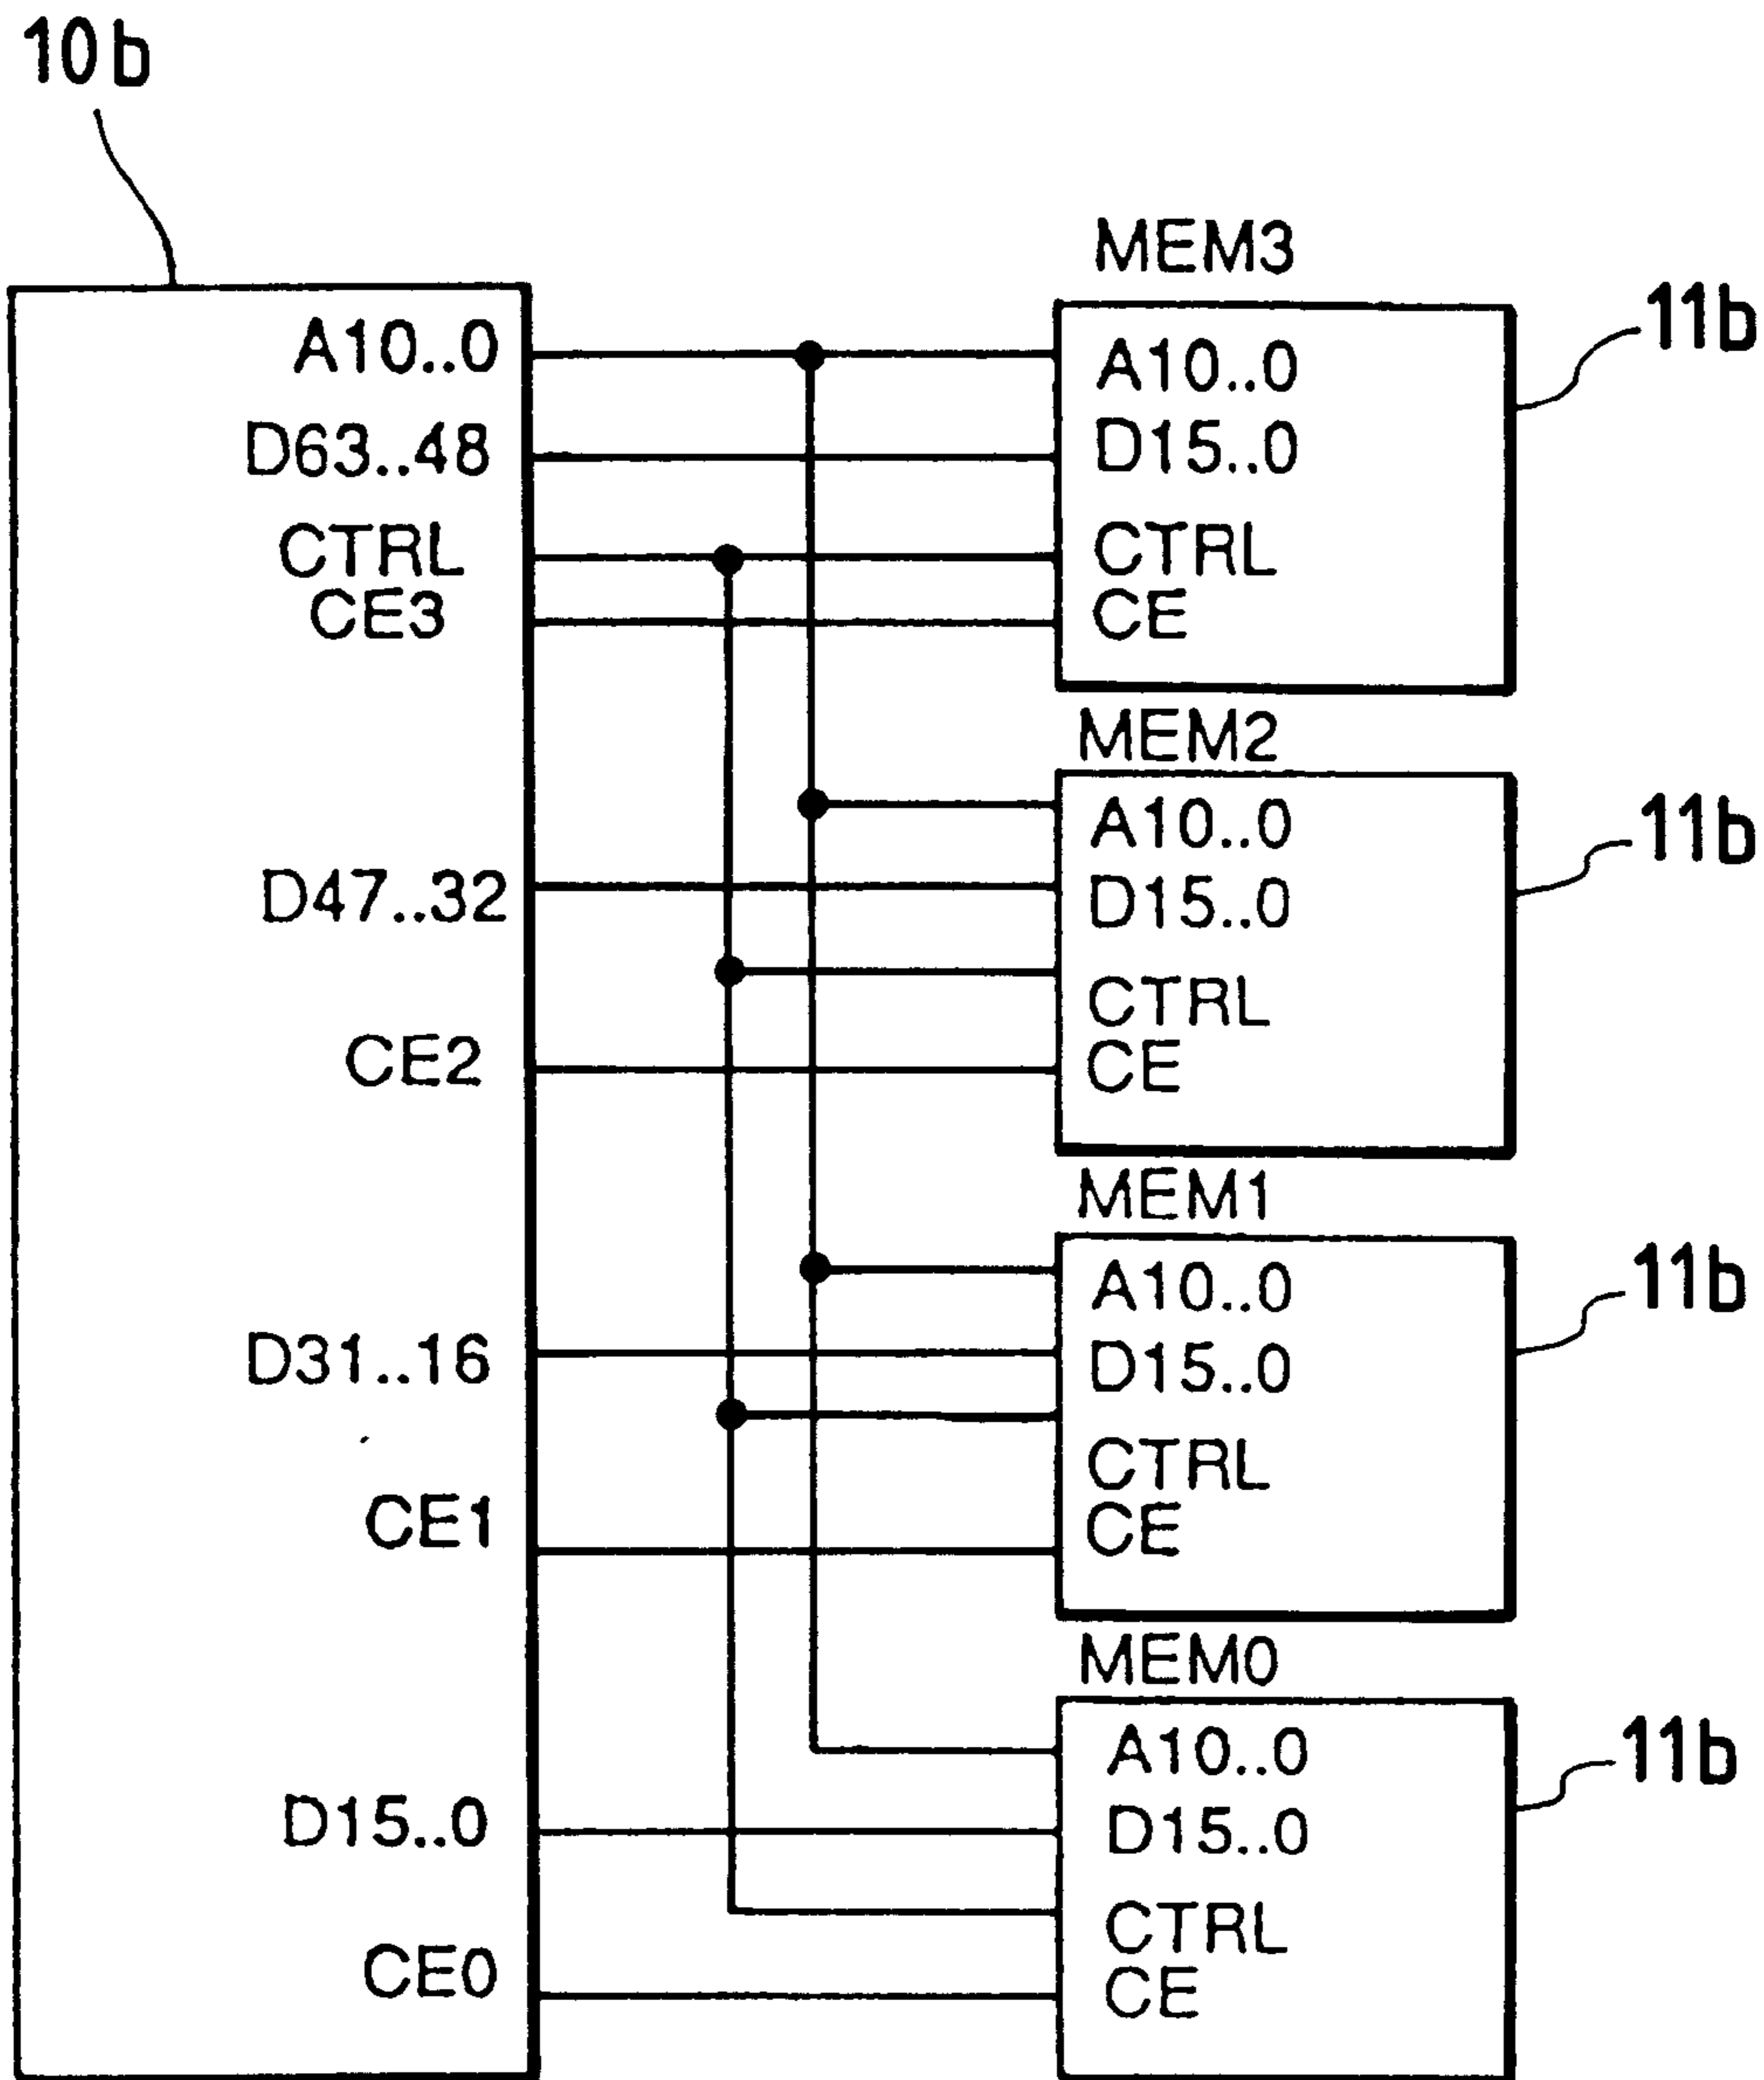 10b
A10..0
D63..48
CTRL
CE3
D47..32
CE2
D31..16
CE1
D15..0
CE0
MEM3
A10..0
D15..0
CTRL
CE
11b
MEM2
A10..0
D15..0
CTRL
CE
11b
MEM1
A10..0
D15..0
CTRL
CE
11b
MEM0
A10..0
D15..0
CTRL
CE
11b